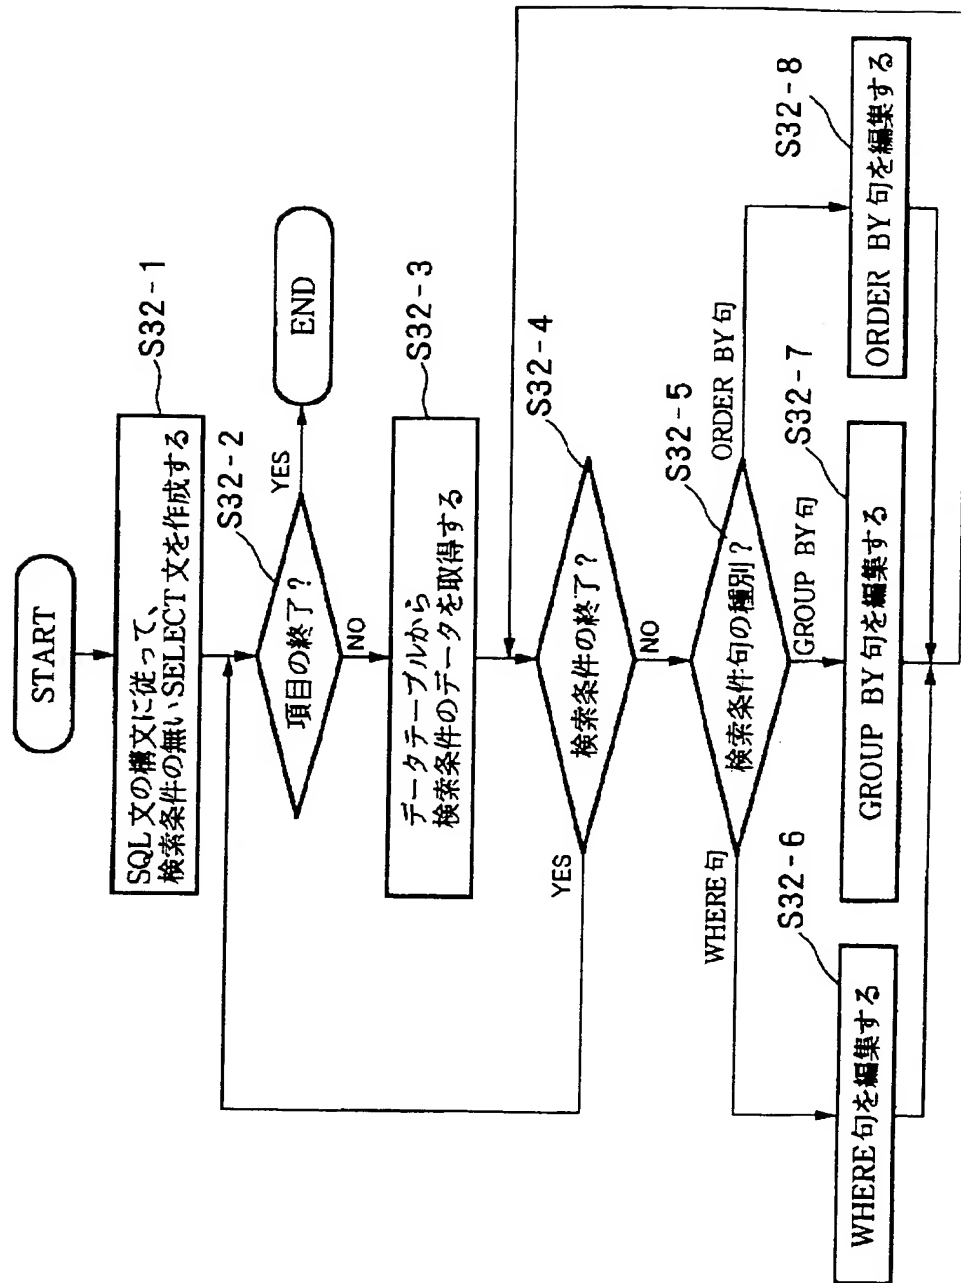 START
S32-1
SQL文の構文に従って、
検索条件の無いSELECT文を作成する
S32-2
項目の終了?
YES
END
NO
S32-3
データテーブルから
検索条件のデータを取得する
S32-4
検索条件の終了?
YES
NO
S32-5
検索条件句の種別?
WHERE句
GROUP BY句
ORDER BY句
S32-6
WHERE句を編集する
S32-7
GROUP BY句を編集する
S32-8
ORDER BY句を編集する